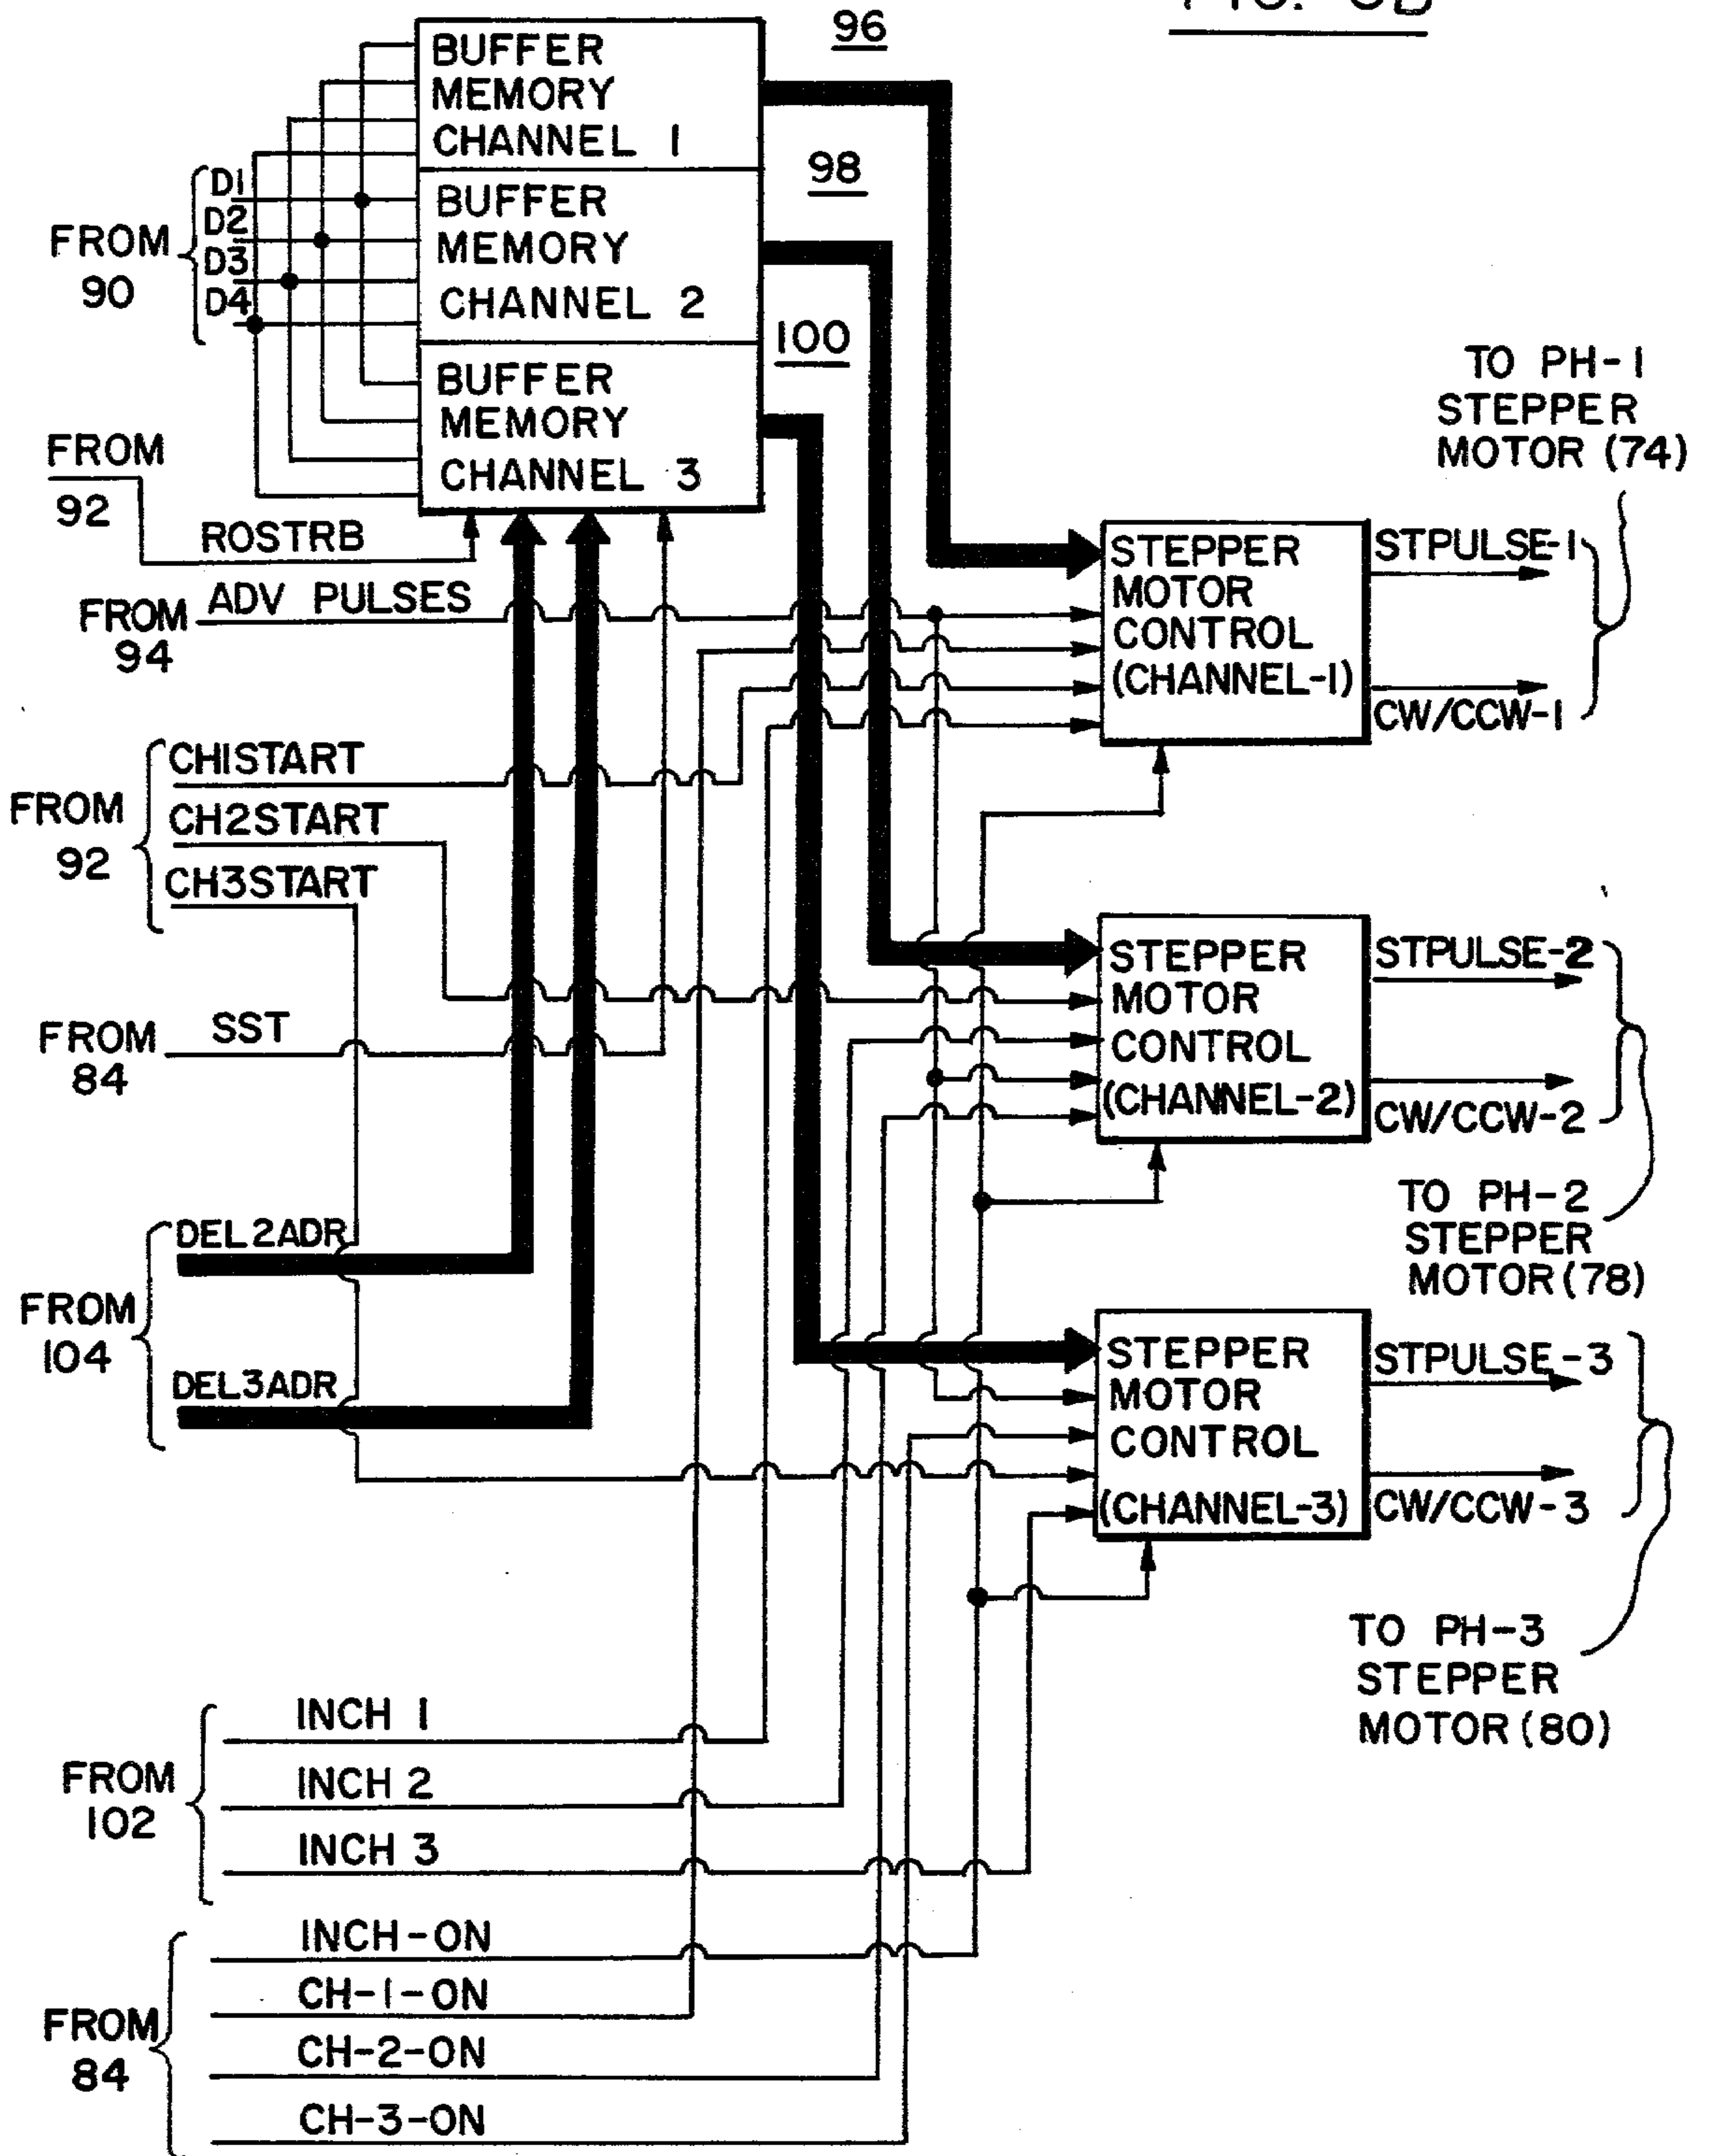 96
BUFFER
MEMORY
CHANNEL 1
98
D1
BUFFER
D2
FROM
MEMORY
D3
90
D4
CHANNEL 2
100
BUFFER
MEMORY
CHANNEL 3
FROM
92
ROSTRB
TO PH-1
STEPPER
MOTOR (74)
STEPPER
MOTOR
CONTROL
(CHANNEL-1)
STPULSE-1
CW/CCW-1
ADV PULSES
FROM
94
CH1START
FROM
CH2START
92
CH3START
STEPPER
MOTOR
CONTROL
(CHANNEL-2)
STPULSE-2
CW/CCW-2
SST
FROM
84
TO PH-2
STEPPER
MOTOR (78)
DEL2ADR
FROM
104
DEL3ADR
STEPPER
MOTOR
CONTROL
(CHANNEL-3)
STPULSE-3
CW/CCW-3
TO PH-3
STEPPER
MOTOR (80)
INCH 1
FROM
INCH 2
102
INCH 3
INCH-ON
CH-1-ON
FROM
CH-2-ON
84
CH-3-ON